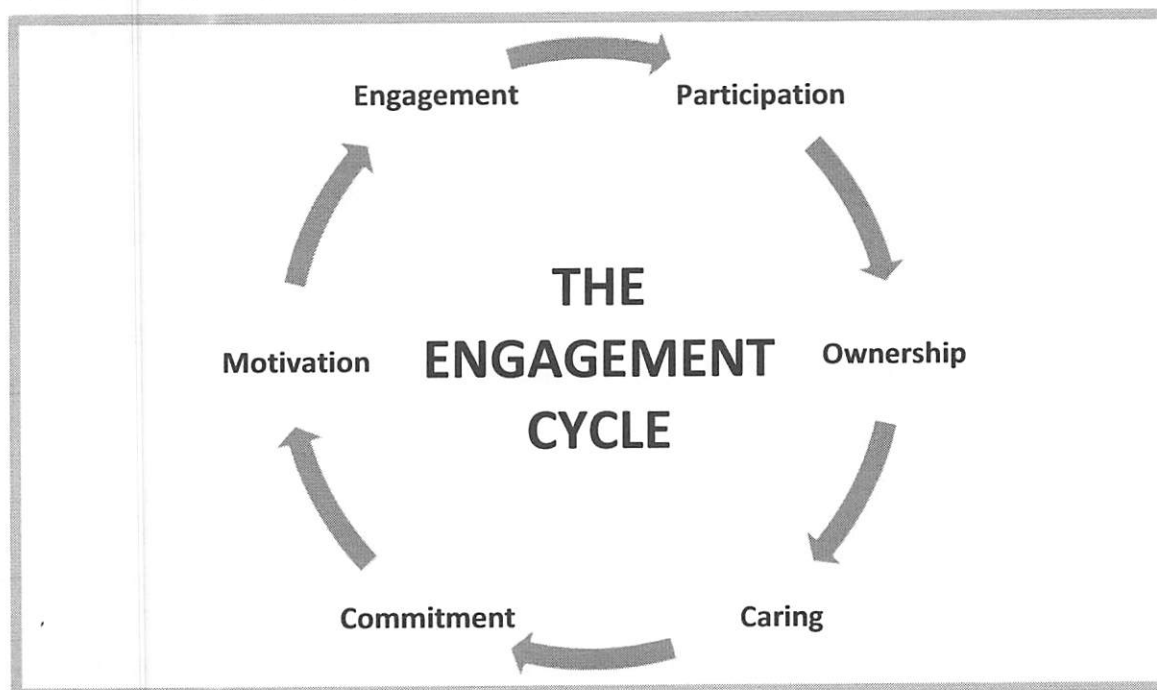 Engagement
Participation
Ownership
Caring
Commitment
Motivation
THE
ENGAGEMENT
CYCLE